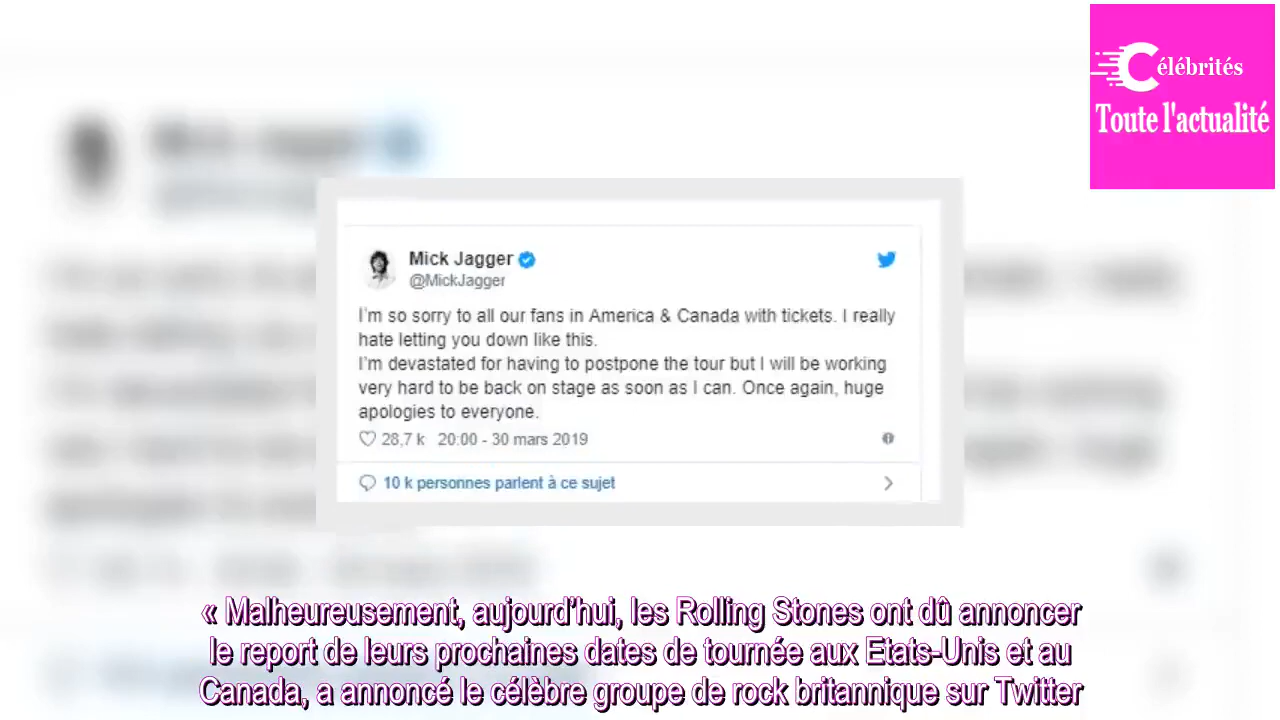 Célébrités
Toute l'actualité
Mick Jagger
@MickJagger
I'm so sorry to all our fans in America & Canada with tickets. I really
hate letting you down like this.
I'm devastated for having to postpone the tour but I will be working
very hard to be back on stage as soon as I can. Once again, huge
apologies to everyone.
28,7 k 20:00 - 30 mars 2019
10 k personnes parlent à ce sujet
« Malheureusement, aujourd'hui, les Rolling Stones ont dû annoncer
le report de leurs prochaines dates de tournée aux Etats-Unis et au
Canada, a annoncé le célèbre groupe de rock britannique sur Twitter